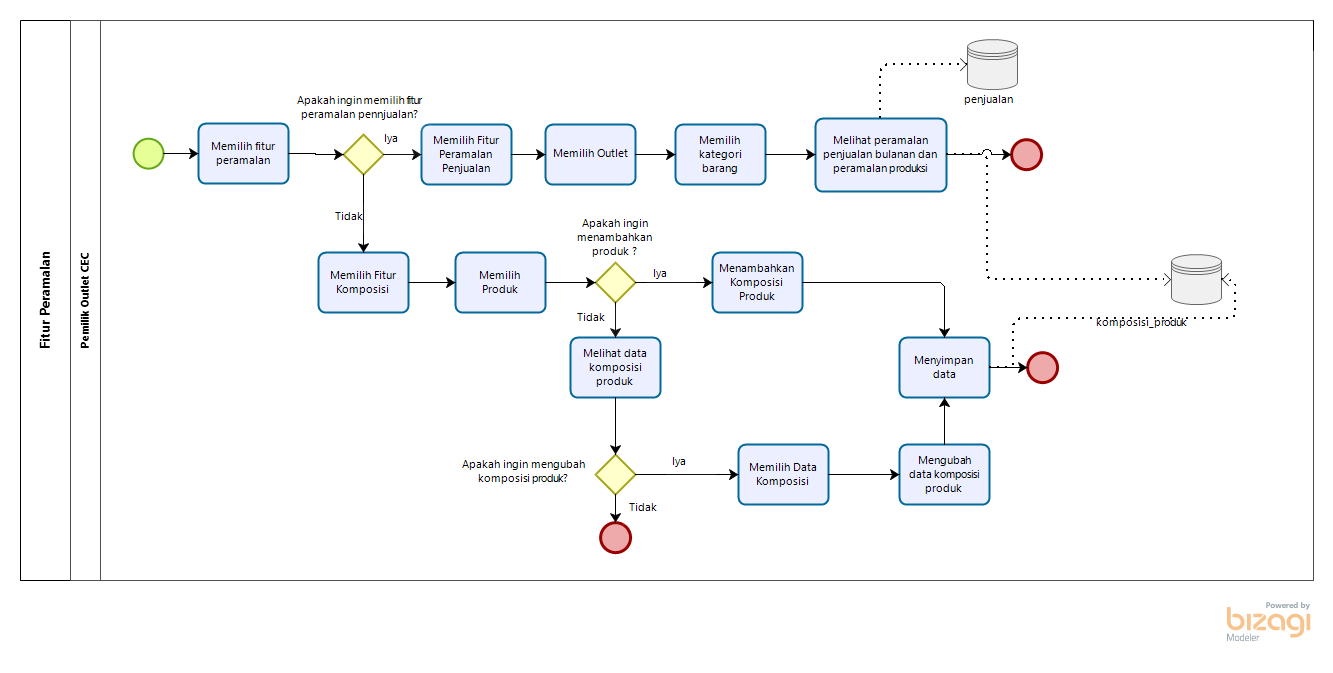 Fitur Peramalan
Pemilik Outlet CEC
penjualan
Apakah ingin memilih fitur
peramalan pennjualan?
Iya
Memilih fitur
peramalan
Memilih Fitur
Peramalan
Penjualan
Memilih Outlet
Memilih
kategori
barang
Melihat peramalan
penjualan bulanan dan
peramalan produksi
Tidak
Apakah ingin
menambahkan
produk ?
Memilih Fitur
Komposisi
Memilih
Produk
Iya
Menambahkan
Komposisi
Produk
komposisi_produk
Tidak
Melihat data
komposisi
produk
Menyimpan
data
Apakah ingin mengubah
komposisi produk?
Iya
Memilih Data
Komposisi
Mengubah
data komposisi
produk
Tidak
Powered by
bizagi
Modeler